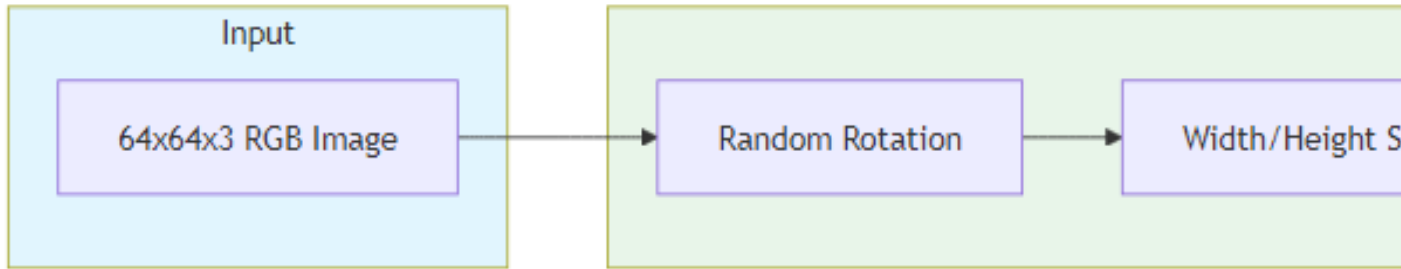 Input
64x64x3 RGB Image
Random Rotation
Width/Height S